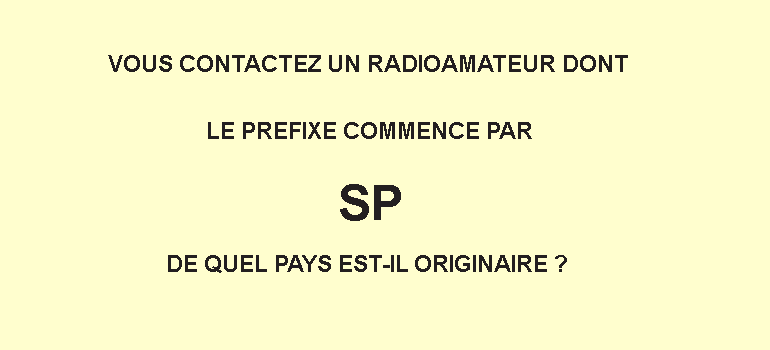 VOUS CONTACTEZ UN RADIOAMATEUR DONT
LE PREFIXE COMMENCE PAR
SP
DE QUEL PAYS EST-IL ORIGINAIRE ?